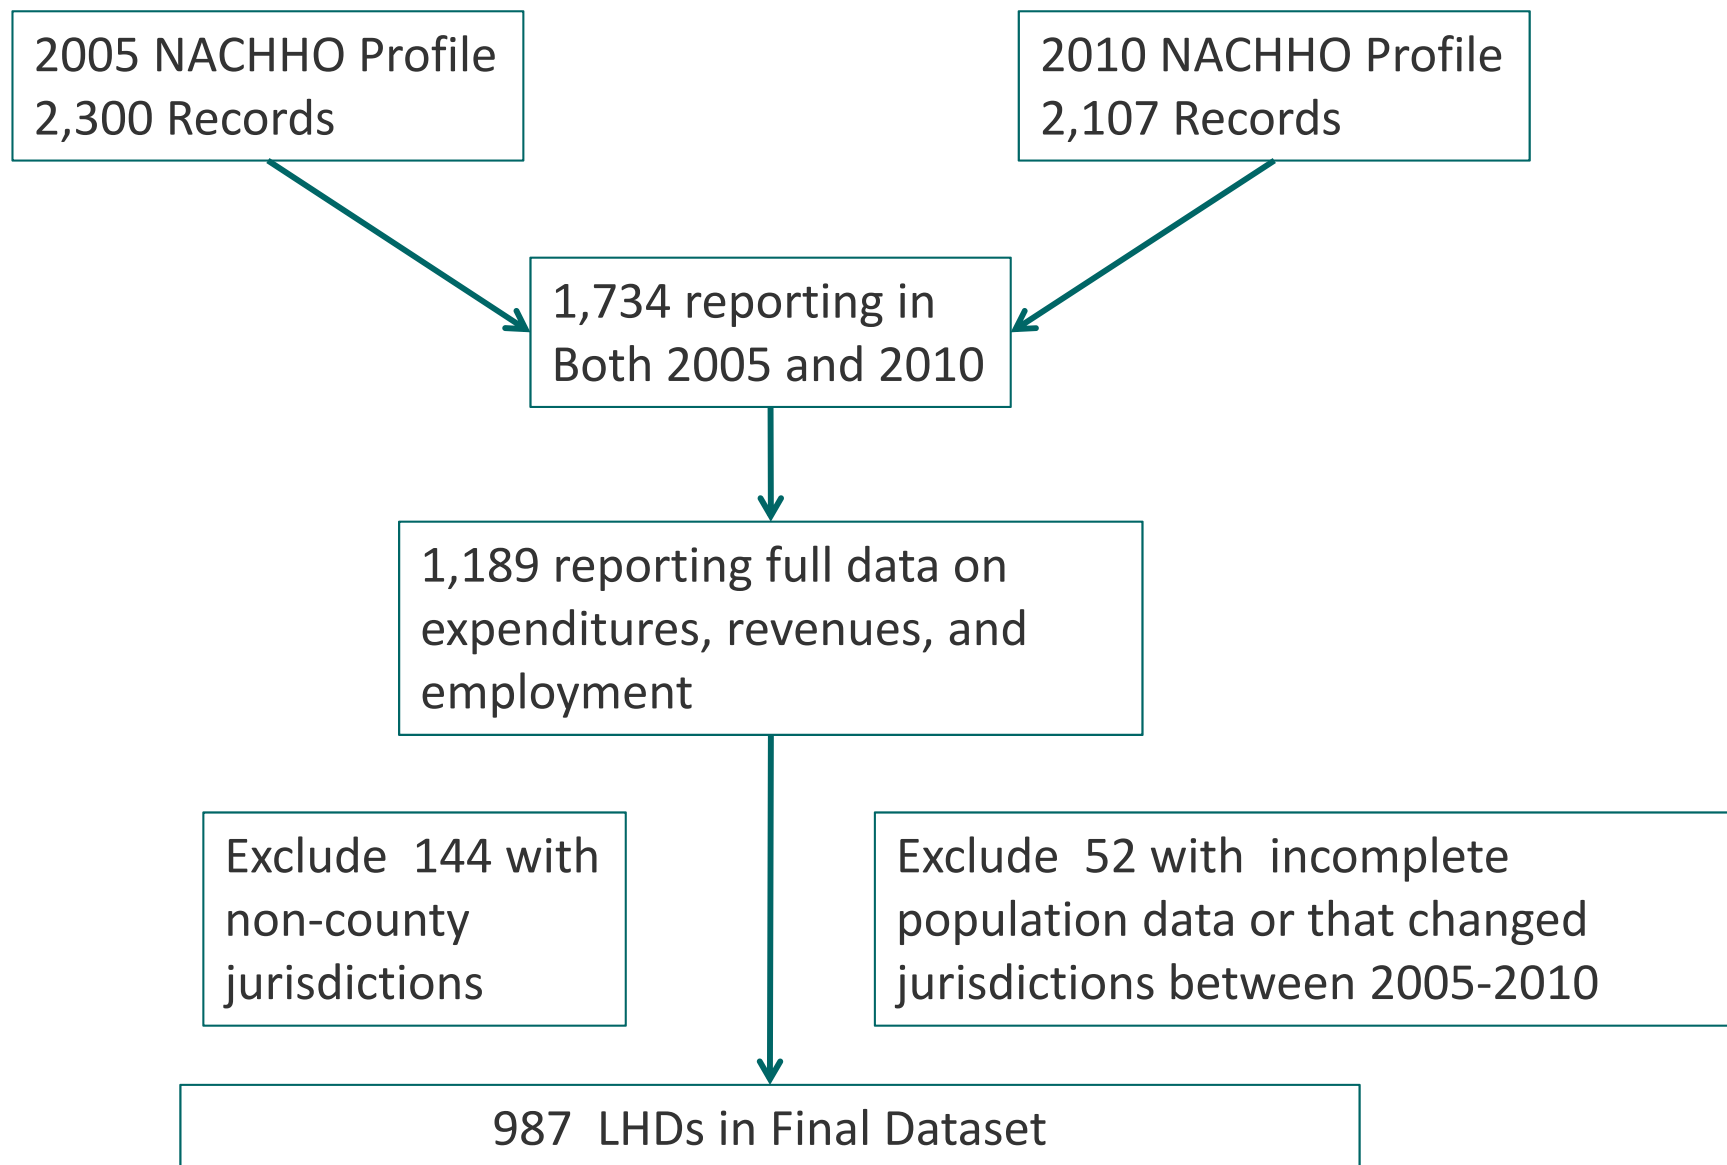 2005 NACHHO Profile
2,300 Records
2010 NACHHO Profile
2,107 Records
1,734 reporting in
Both 2005 and 2010
1,189 reporting full data on
expenditures, revenues, and
employment
Exclude  144 with
non-county
jurisdictions
Exclude  52 with  incomplete
population data or that changed
jurisdictions between 2005-2010
987  LHDs in Final Dataset